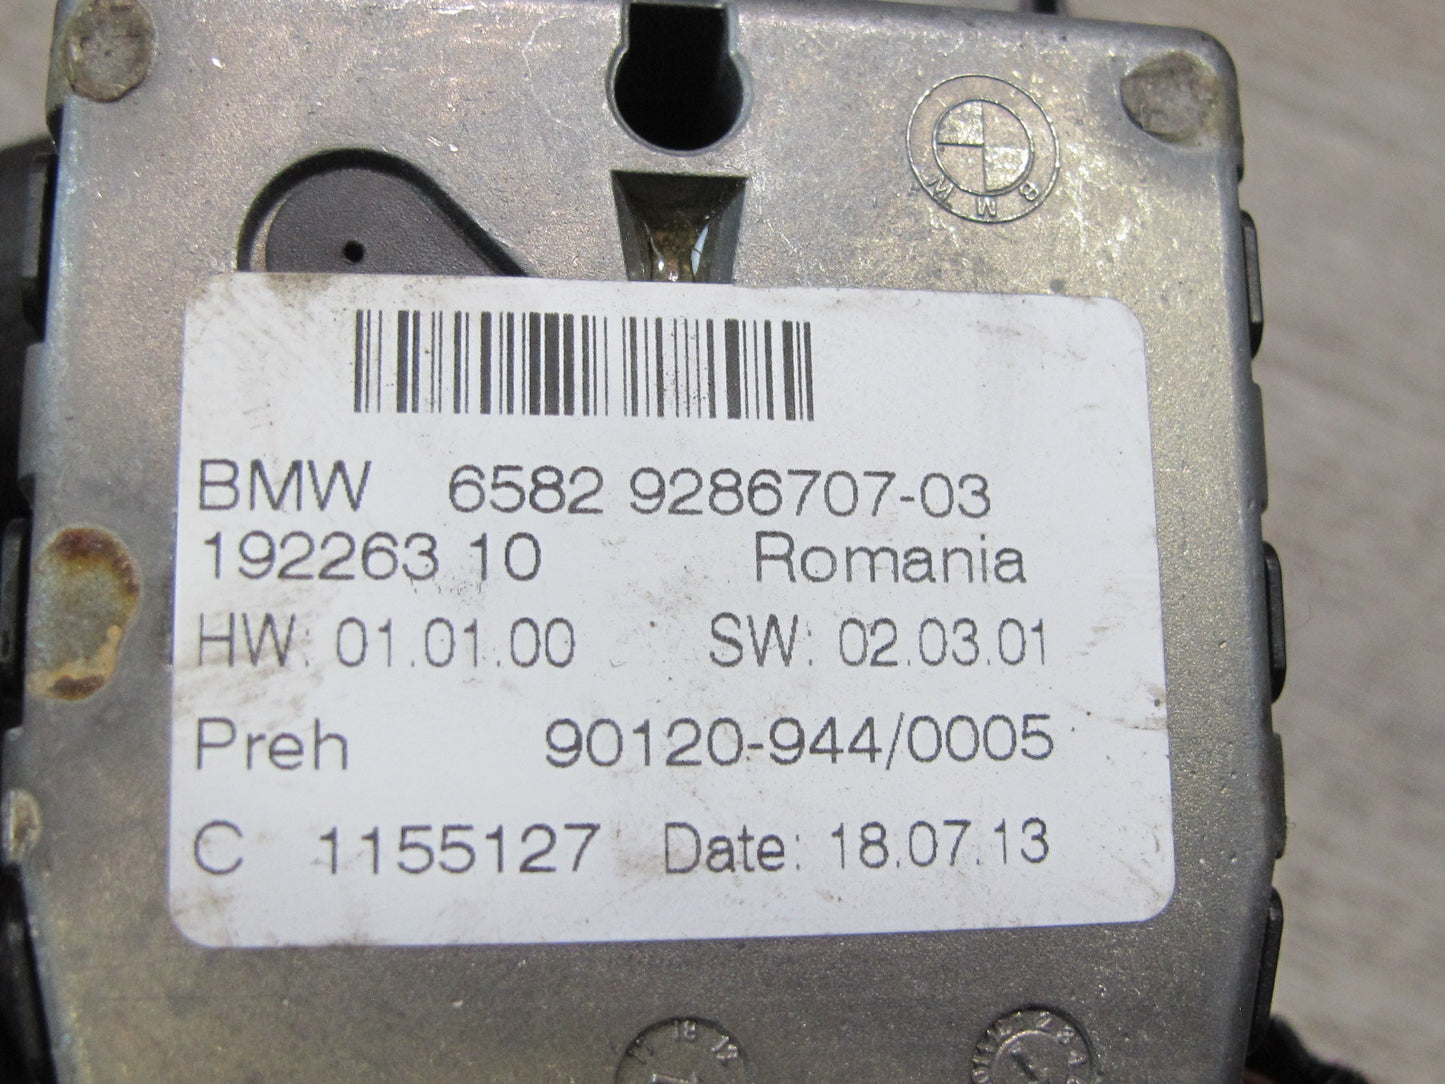 BMW
BMW 6582 9286707-03
192263 10 Romania
HW: 01.01.00 SW: 02.03.01
Preh 90120-944/0005
C 1155127 Date: 18.07.13